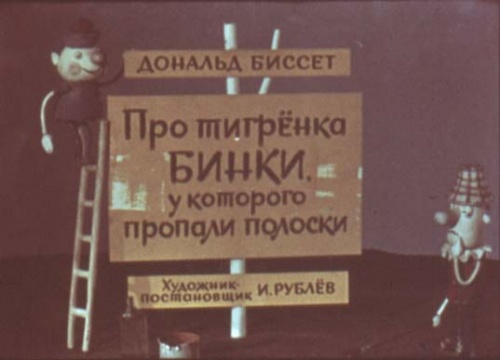 ДОНАЛЬД БИССЕТ
Про тигрёнка
БИНКИ,
у которого
пропали полоски
Художник-
постановщик И. РУБЛЁВ